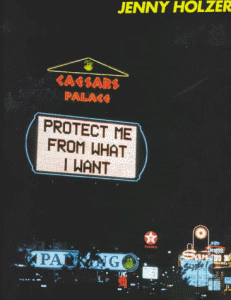 JENNY HOLZER
CAESARS
PALACE
PROTECT ME
FROM WHAT
I WANT
PARKING